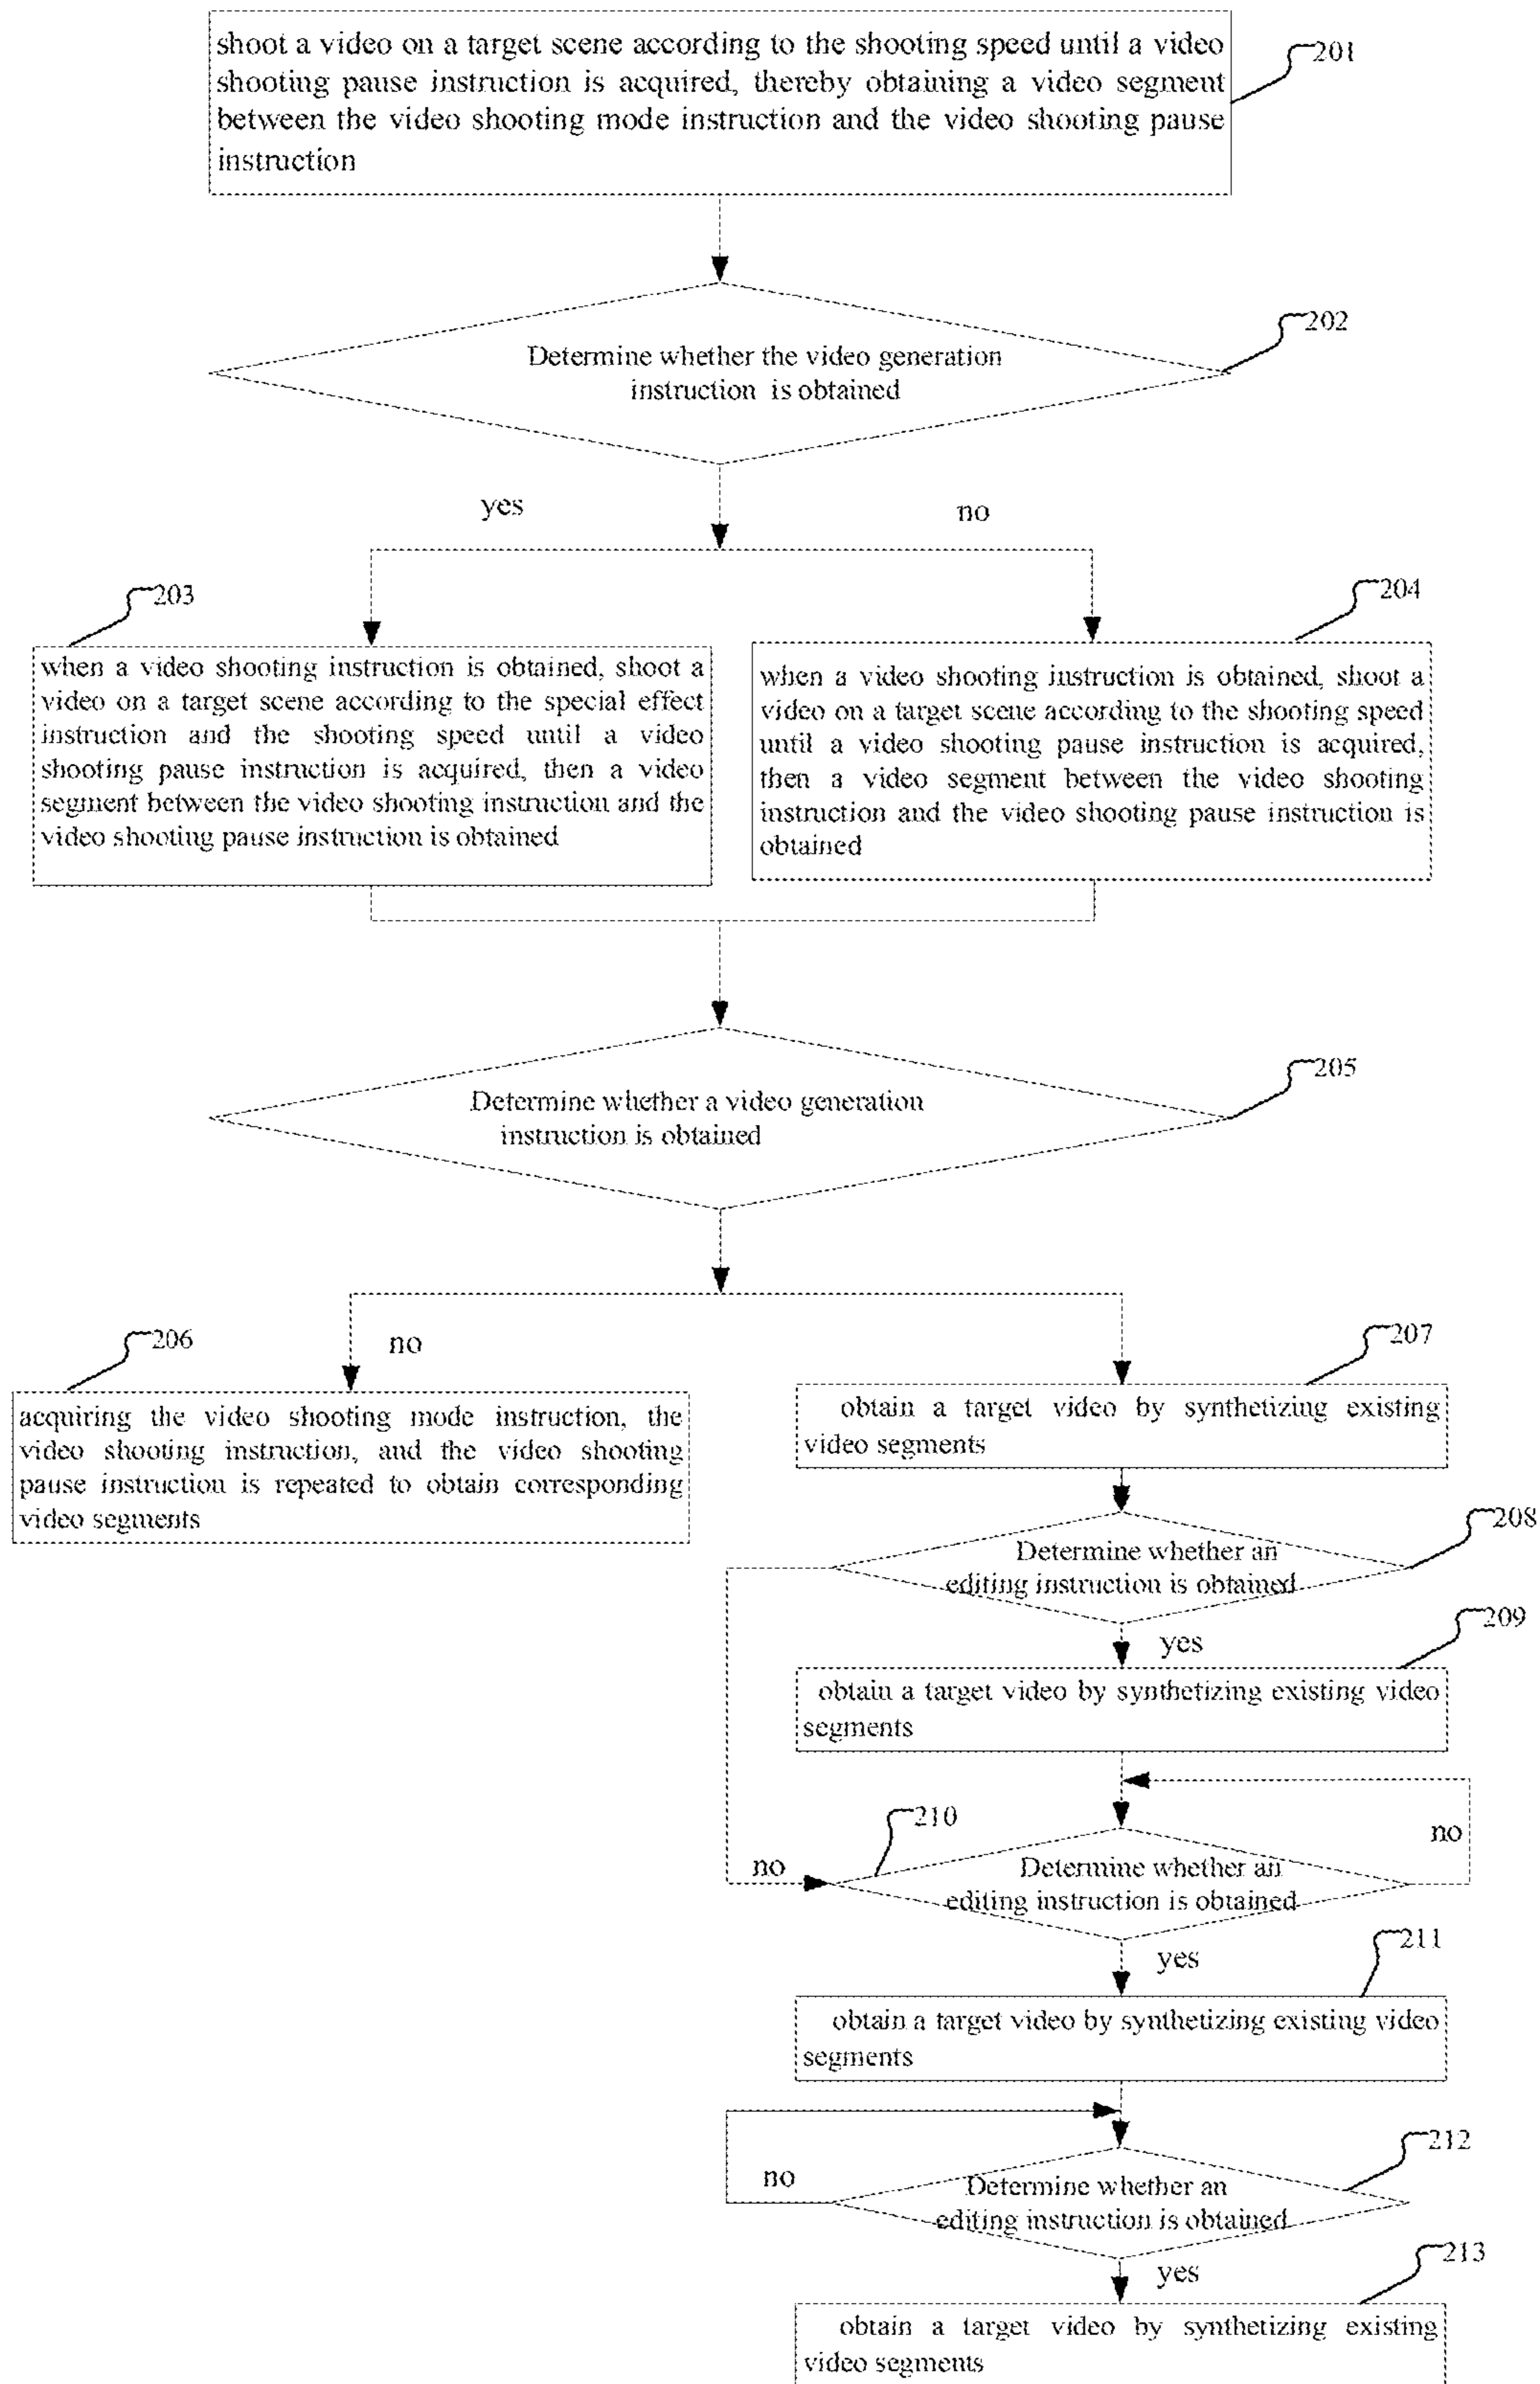 shoot a video on a target scene according to the shooting speed until a video
shooting pause instruction is acquired, thereby obtaining a video segment
between the video shooting mode instruction and the video shooting pause
instruction
201
202
Determine whether the video generation
instruction is obtained
yes
no
203
204
when a video shooting instruction is obtained, shoot a
video on a target scene according to the special effect
instruction and the shooting speed until a video
shooting pause instruction is acquired, then a video
segment between the video shooting instruction and the
video shooting pause instruction is obtained
when a video shooting instruction is obtained, shoot a
video on a target scene according to the shooting speed
until a video shooting pause instruction is acquired,
then a video segment between the video shooting
instruction and the video shooting pause instruction is
obtained
205
Determine whether a video generation
instruction is obtained
206
no
207
acquiring the video shooting mode instruction, the
video shooting instruction, and the video shooting
pause instruction is repeated to obtain corresponding
video segments
obtain a target video by synthetizing existing
video segments
208
Determine whether an
editing instruction is obtained
209
yes
obtain a target video by synthetizing existing video
segments
210
no
no
Determine whether an
editing instruction is obtained
211
yes
obtain a target video by synthetizing existing video
segments
212
no
Determine whether an
editing instruction is obtained
213
yes
obtain a target video by synthetizing existing
video segments